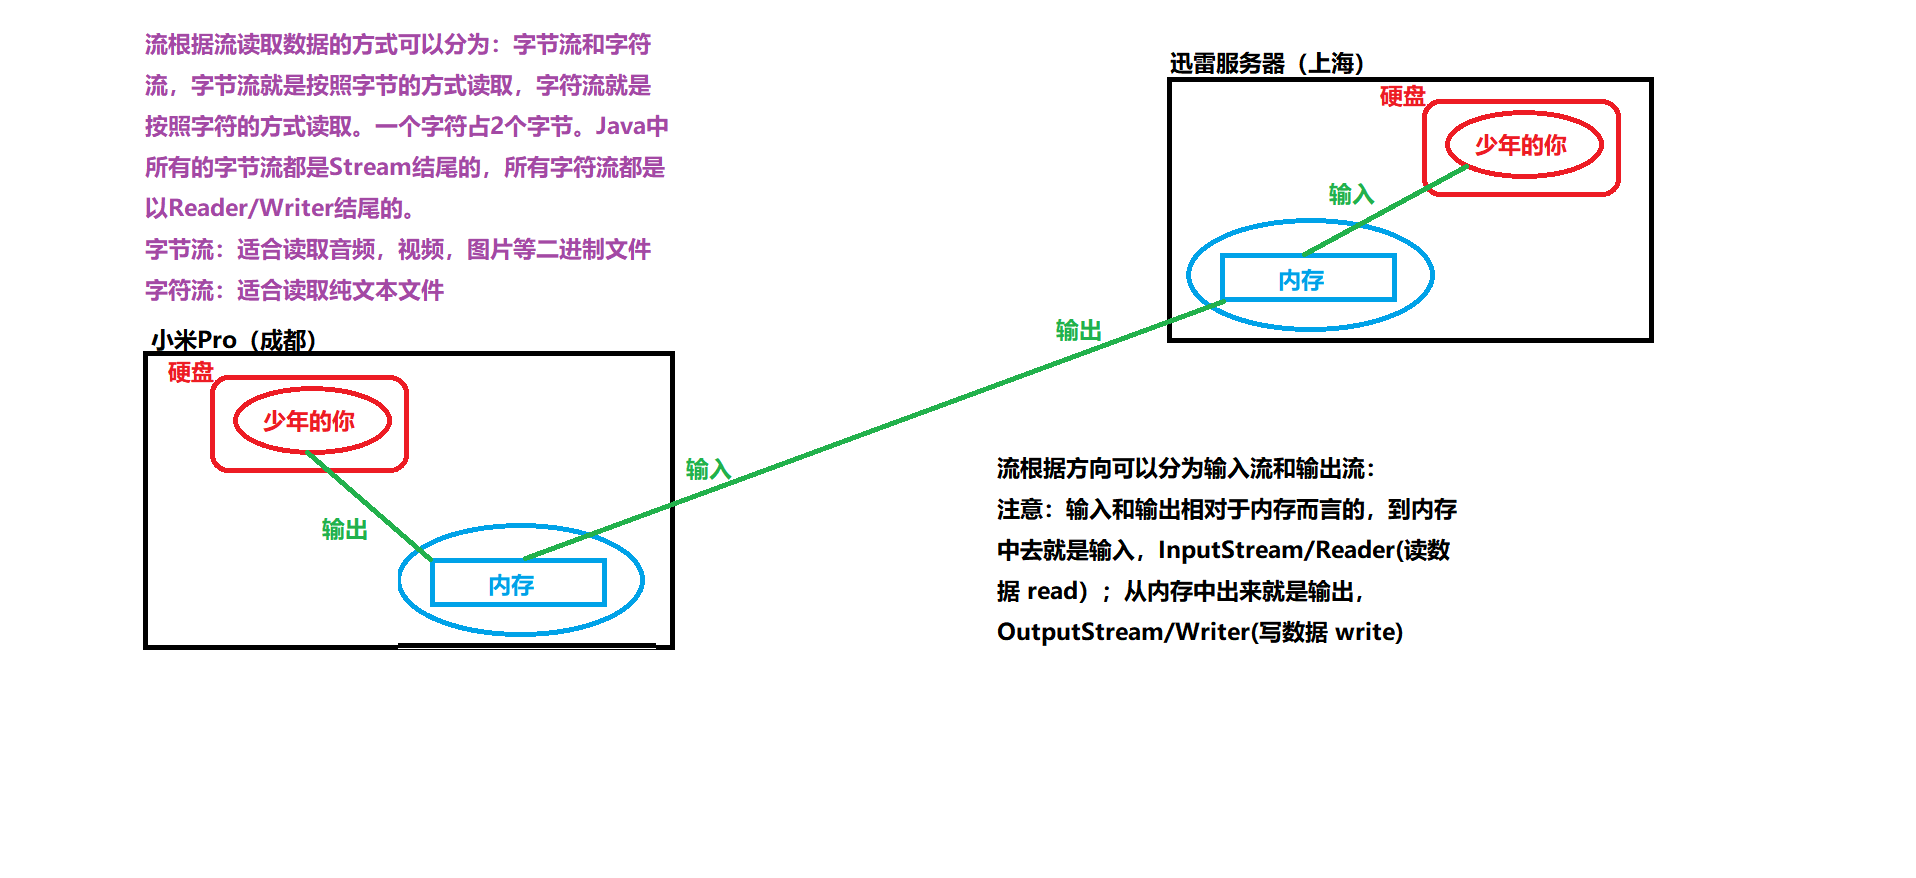 流根据流读取数据的方式可以分为：字节流和字符
流，字节流就是按照字节的方式读取，字符流就是
按照字符的方式读取。一个字符占2个字节。Java中
所有的字节流都是Stream结尾的，所有字符流都是
以Reader/Writer结尾的。
字节流：适合读取音频，视频，图片等二进制文件
字符流：适合读取纯文本文件
迅雷服务器（上海）
硬盘
少年的你
输入
内存
输出
小米Pro（成都）
硬盘
少年的你
输入
输出
内存
流根据方向可以分为输入流和输出流：
注意：输入和输出相对于内存而言的，到内存
中去就是输入，InputStream/Reader(读数
据 read）；从内存中出来就是输出，
OutputStream/Writer(写数据 write)